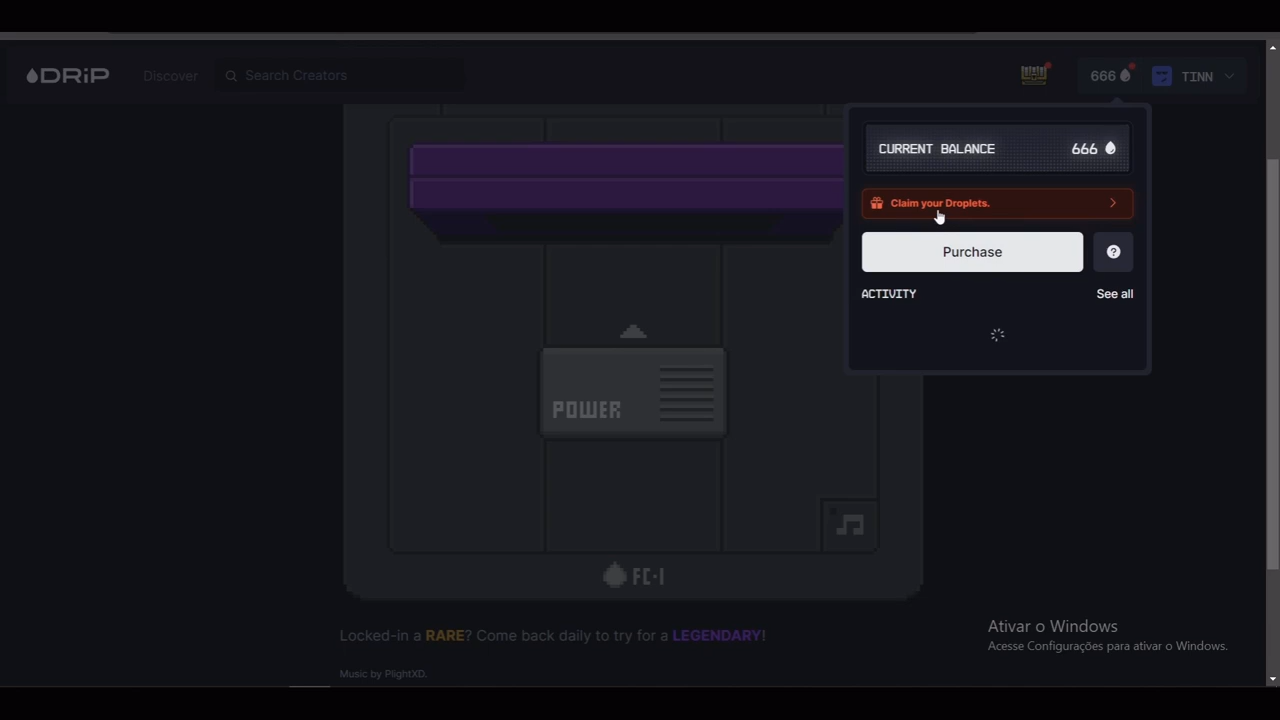 DRiP
Discover
Search Creators
666
TINN
CURRENT BALANCE
666
Claim your Droplets.
Purchase
?
ACTIVITY
See all
POWER
FC-1
Locked-in a RARE? Come back daily to try for a LEGENDARY!
Music by PlightXD.
Ativar o Windows
Acesse Configurações para ativar o Windows.